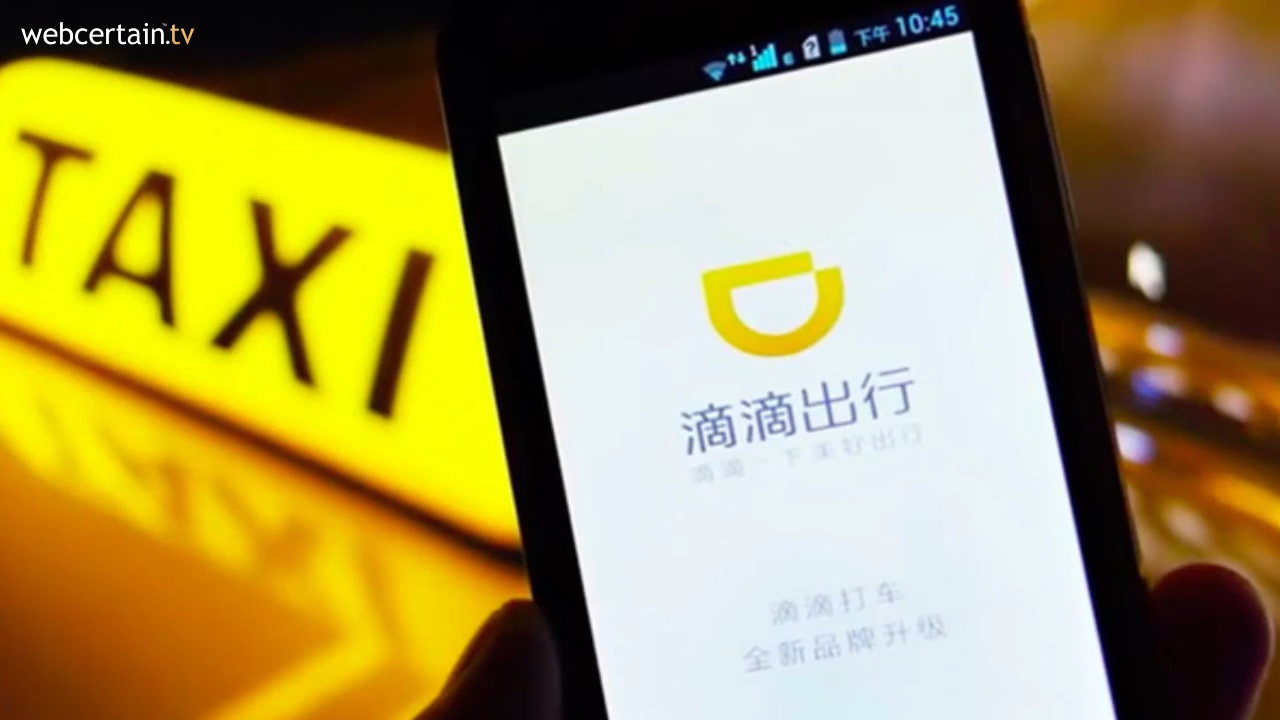 webcertain.tv
TAXI
下午 10:45
滴滴出行
滴滴一下 美好出行
滴滴打车
全新品牌升级